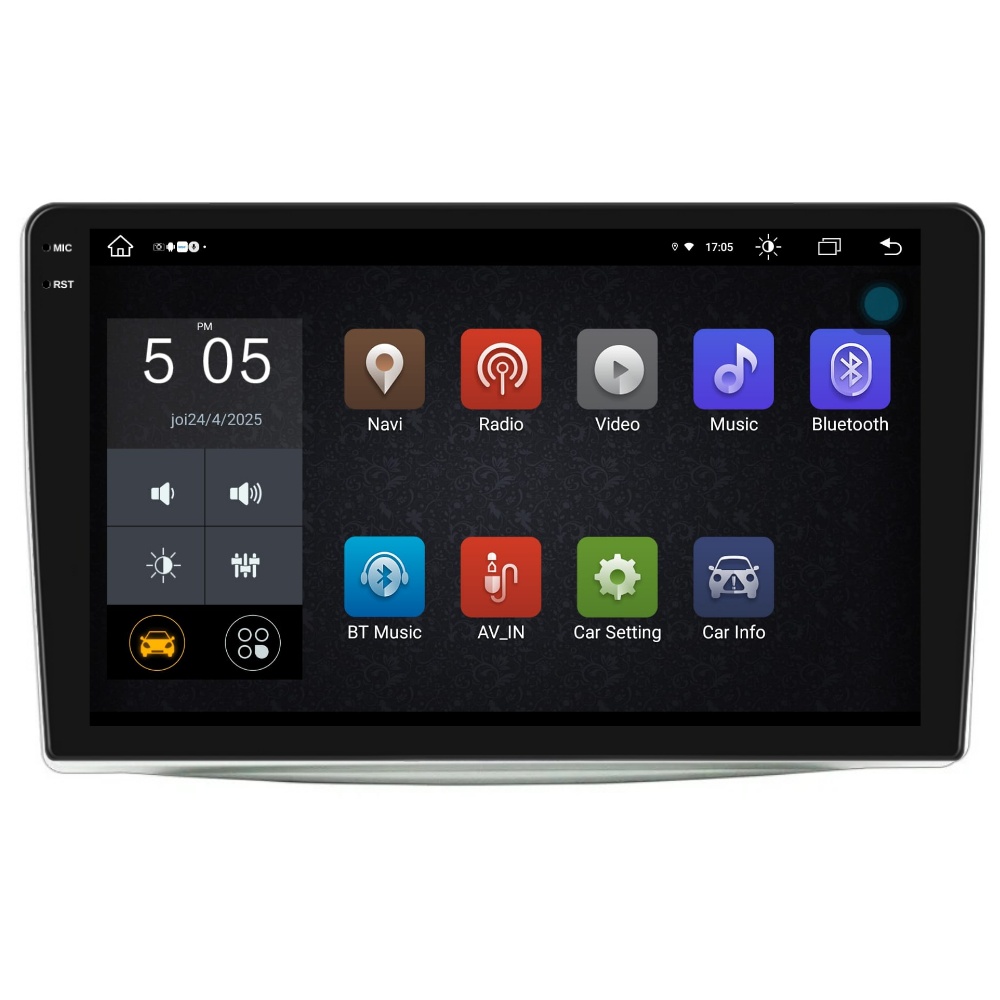 MIC
17:05
RST
PM
5 05
joi24/4/2025
Navi
Radio
Video
Music
Bluetooth
BT Music
AV_IN
Car Setting
Car Info